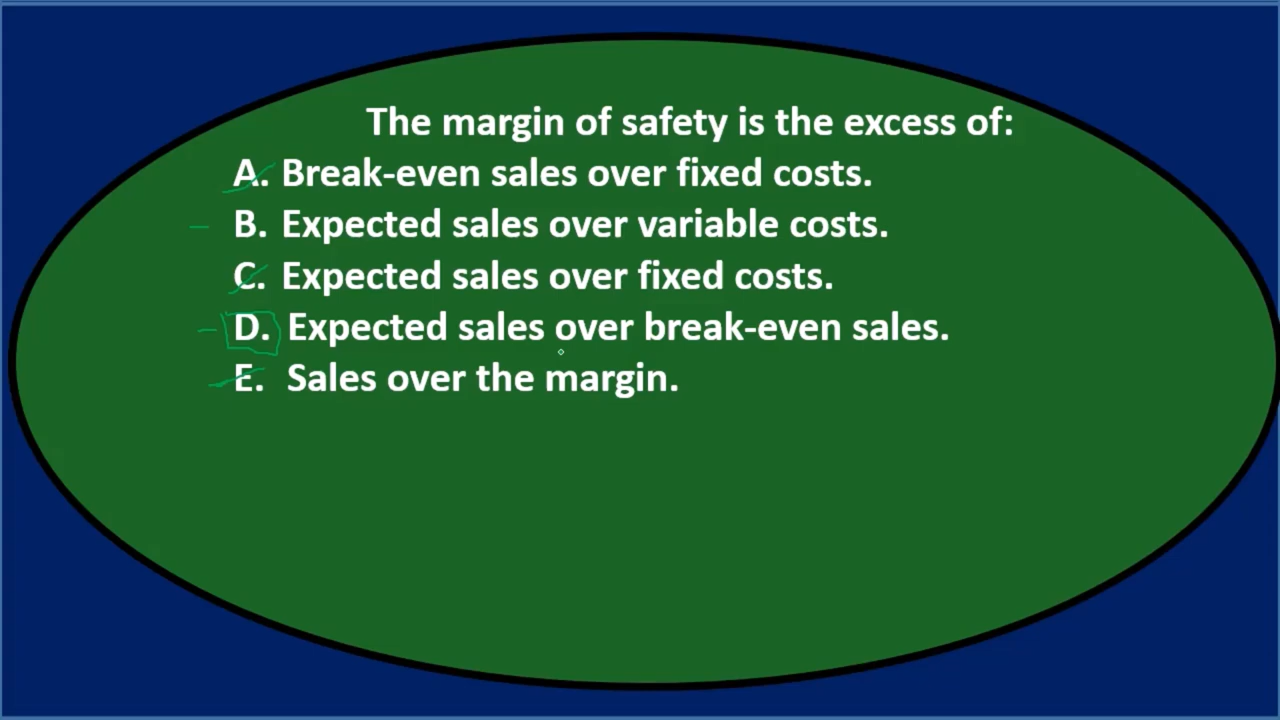 The margin of safety is the excess of:
A. Break-even sales over fixed costs.
B. Expected sales over variable costs.
C. Expected sales over fixed costs.
D. Expected sales over break-even sales.
E. Sales over the margin.